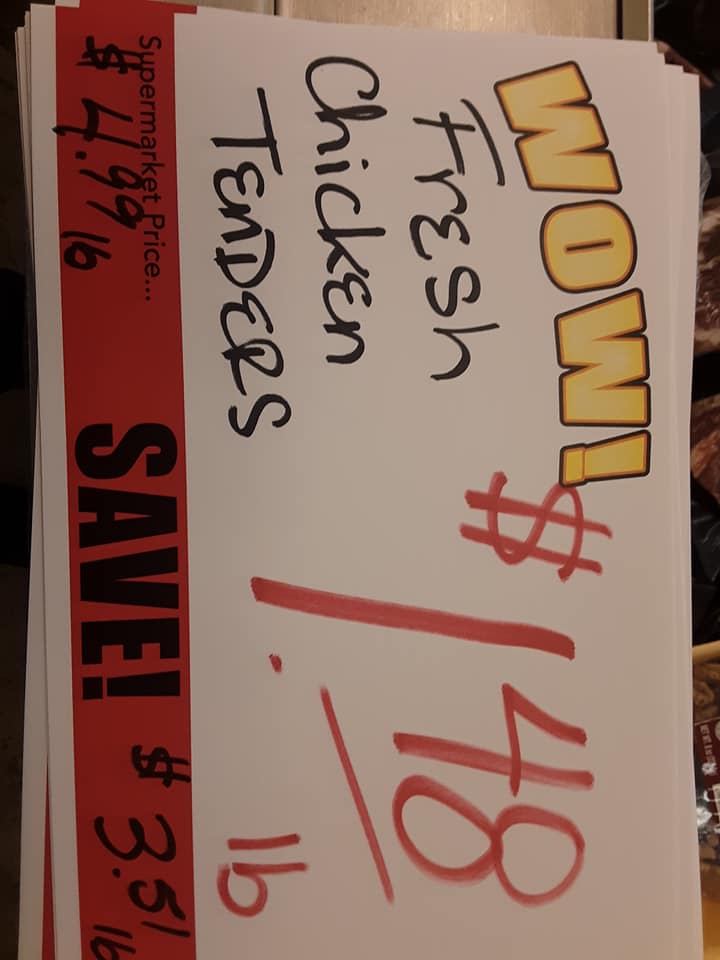 WOW!
Fresh
Chicken
TENDERS
$1.48
lb
Supermarket Price...
$4.99 lb
SAVE!
$3.51 lb